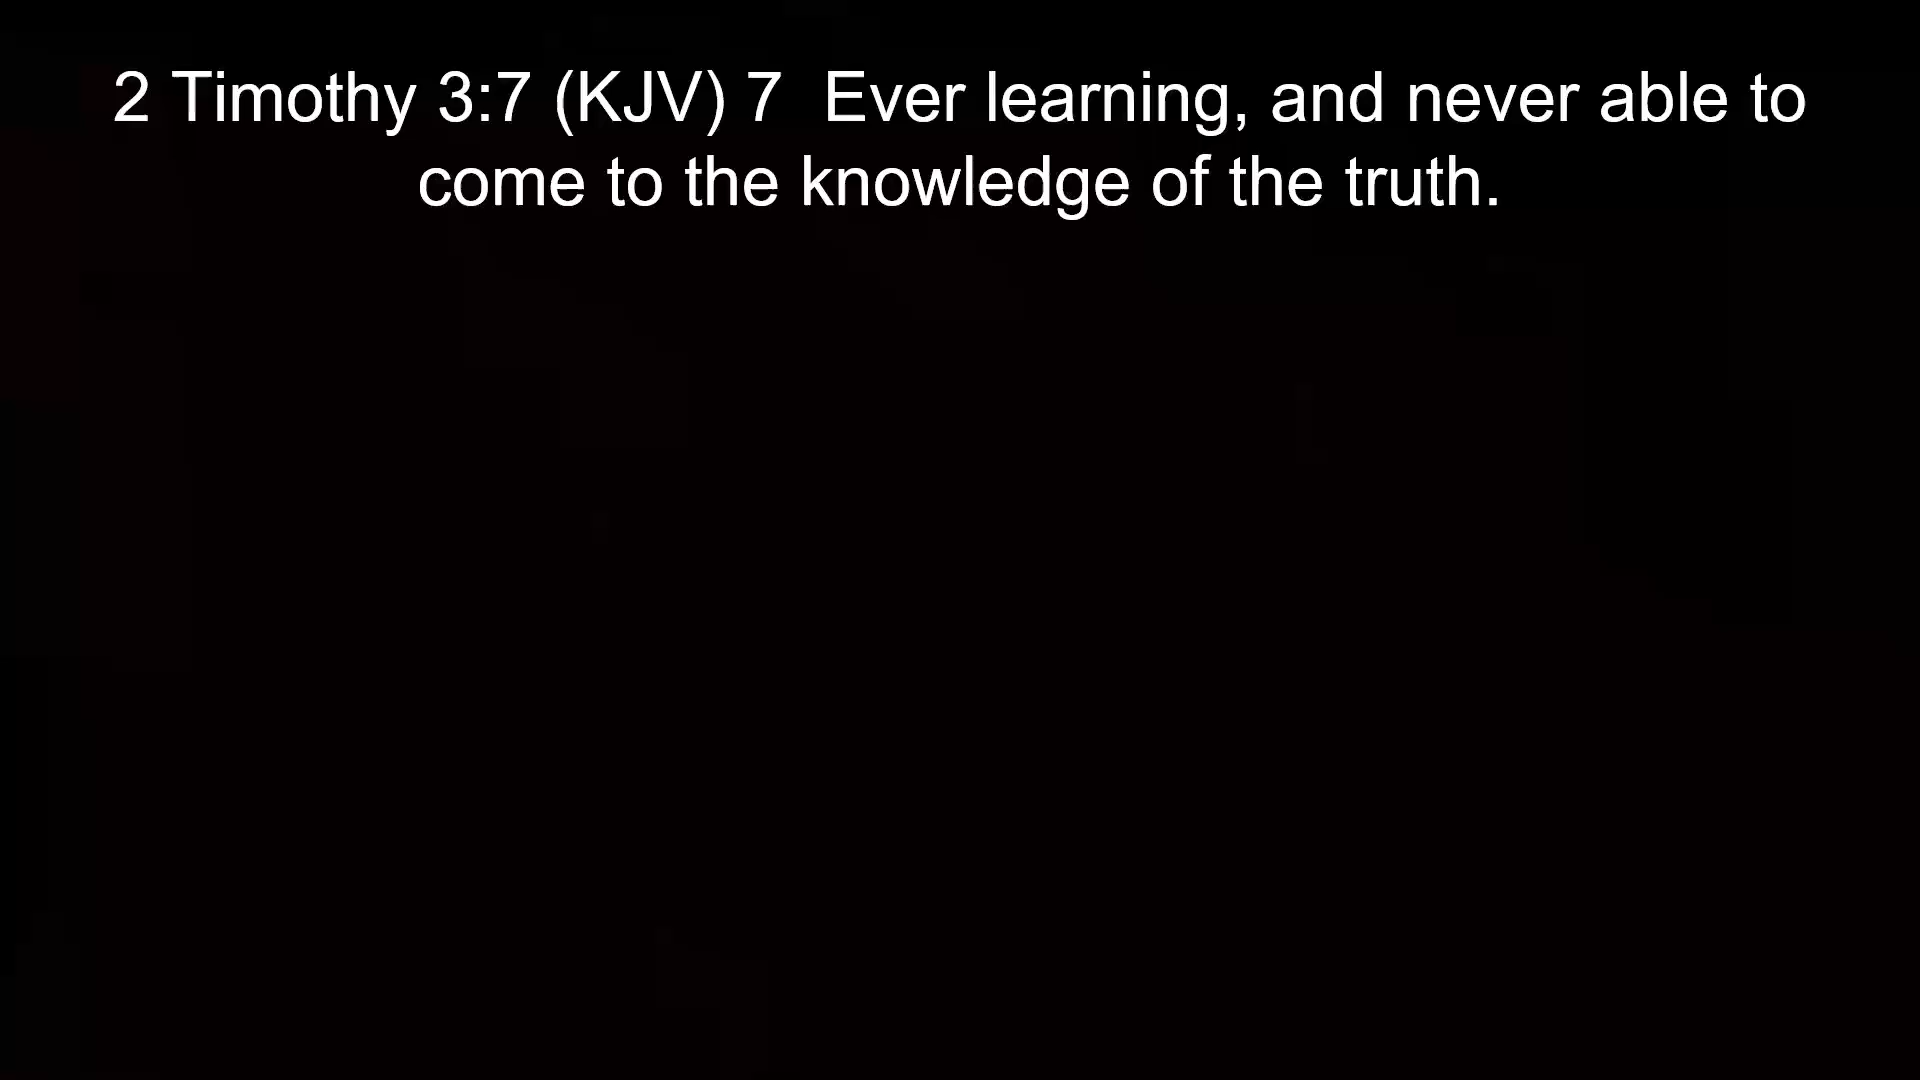 2 Timothy 3:7 (KJV) 7  Ever learning, and never able to
come to the knowledge of the truth.